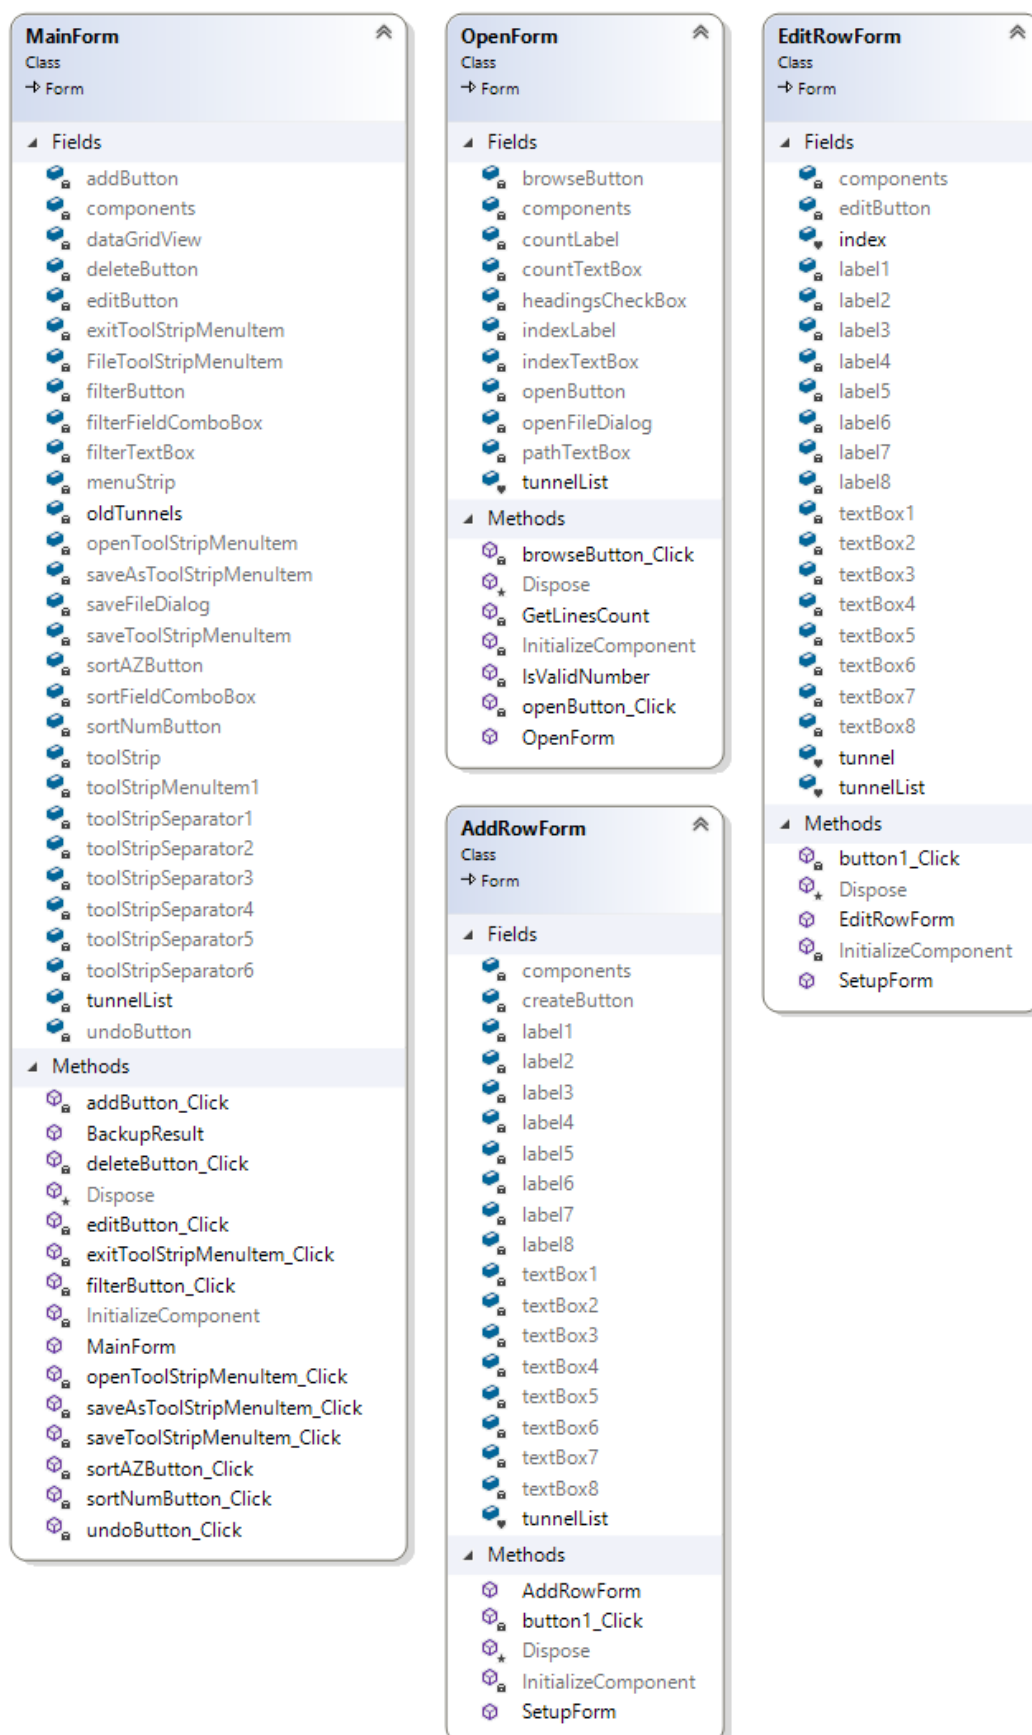 MainForm
Class
Form
Fields
addButton
components
dataGridView
deleteButton
editButton
exitToolStripMenuItem
FileToolStripMenuItem
filterButton
filterFieldComboBox
filterTextBox
menuStrip
oldTunnels
openToolStripMenuItem
saveAsToolStripMenuItem
saveFileDialog
saveToolStripMenuItem
sortAZButton
sortFieldComboBox
sortNumButton
toolStrip
toolStripMenuItem1
toolStripSeparator1
toolStripSeparator2
toolStripSeparator3
toolStripSeparator4
toolStripSeparator5
toolStripSeparator6
tunnelList
undoButton
Methods
addButton_Click
BackupResult
deleteButton_Click
Dispose
editButton_Click
exitToolStripMenuItem_Click
filterButton_Click
InitializeComponent
MainForm
openToolStripMenuItem_Click
saveAsToolStripMenuItem_Click
saveToolStripMenuItem_Click
sortAZButton_Click
sortNumButton_Click
undoButton_Click
OpenForm
Class
Form
Fields
browseButton
components
countLabel
countTextBox
headingsCheckBox
indexLabel
indexTextBox
openButton
openFileDialog
pathTextBox
tunnelList
Methods
browseButton_Click
Dispose
GetLinesCount
InitializeComponent
IsValidNumber
openButton_Click
OpenForm
AddRowForm
Class
Form
Fields
components
createButton
label1
label2
label3
label4
label5
label6
label7
label8
textBox1
textBox2
textBox3
textBox4
textBox5
textBox6
textBox7
textBox8
tunnelList
Methods
AddRowForm
button1_Click
Dispose
InitializeComponent
SetupForm
EditRowForm
Class
Form
Fields
components
editButton
index
label1
label2
label3
label4
label5
label6
label7
label8
textBox1
textBox2
textBox3
textBox4
textBox5
textBox6
textBox7
textBox8
tunnel
tunnelList
Methods
button1_Click
Dispose
EditRowForm
InitializeComponent
SetupForm